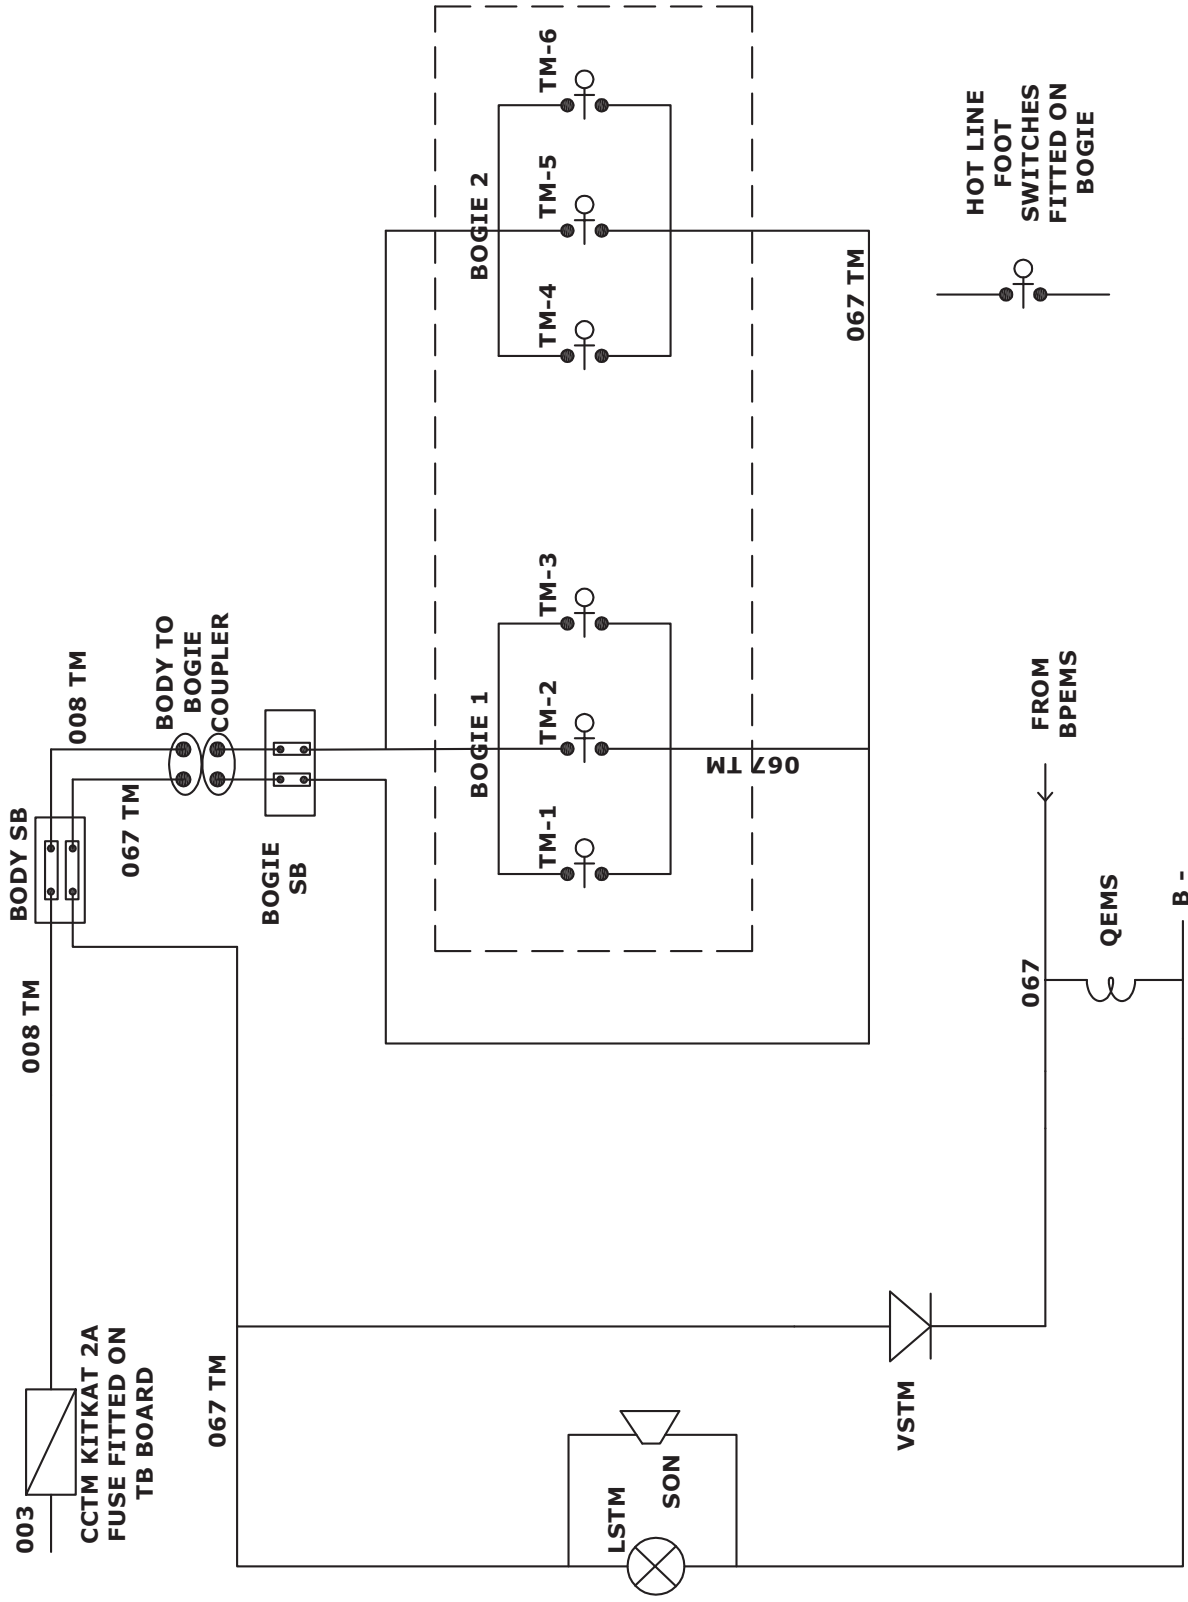 003
CCTM KITKAT 2A
FUSE FITTED ON
TB BOARD
008 TM
BODY SB
008 TM
067 TM
BODY TO
BOGIE
COUPLER
BOGIE
SB
067 TM
BOGIE 1
TM-1
TM-2
TM-3
BOGIE 2
TM-4
TM-5
TM-6
067 TM
067 TM
HOT LINE
FOOT
SWITCHES
FITTED ON
BOGIE
LSTM
SON
VSTM
067
FROM
BPEMS
QEMS
B -